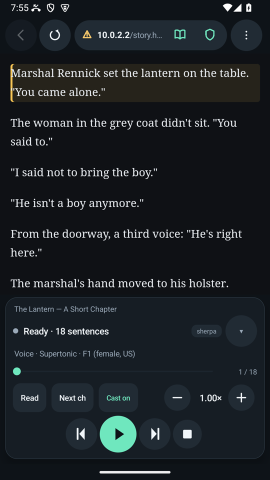 7:55
10.0.2.2/story.h...
Marshal Rennick set the lantern on the table.
"You came alone."
The woman in the grey coat didn't sit. "You
said to."
"I said not to bring the boy."
"He isn't a boy anymore."
From the doorway, a third voice: "He's right
here."
The marshal's hand moved to his holster.
The Lantern — A Short Chapter
Ready · 18 sentences
sherpa
Voice · Supertonic · F1 (female, US)
1 / 18
Read
Next ch
Cast on
1.00×